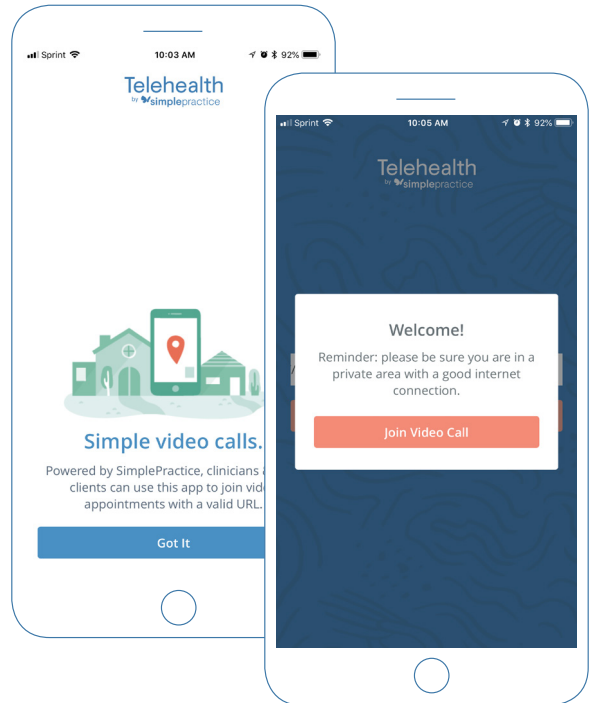 Sprint
10:03 AM
92%
Telehealth
by simplepractice
Simple video calls.
Powered by SimplePractice, clinicians
clients can use this app to join
appointments with a valid URL.
Got It
Sprint
10:05 AM
92%
Telehealth
by simplepractice
Welcome!
Reminder: please be sure you are in a
private area with a good internet
connection.
Join Video Call